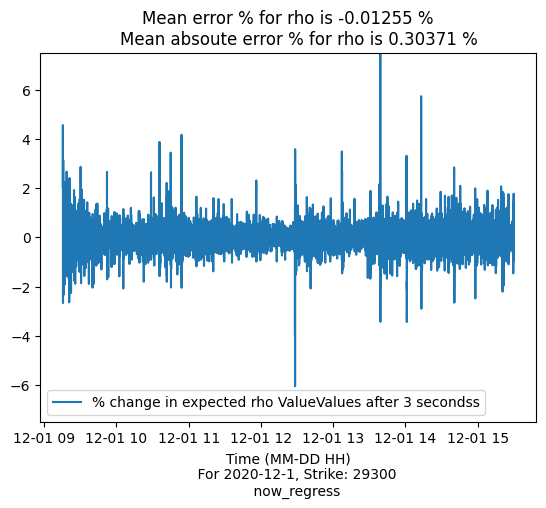 Mean error % for rho is -0.01255 %
Mean absoute error % for rho is 0.30371 %
6
4
2
0
−2
−4
−6
% change in expected rho ValueValues after 3 secondss
12-01 09 12-01 10 12-01 11 12-01 12 12-01 13 12-01 14 12-01 15
Time (MM-DD HH)
For 2020-12-1, Strike: 29300
now_regress